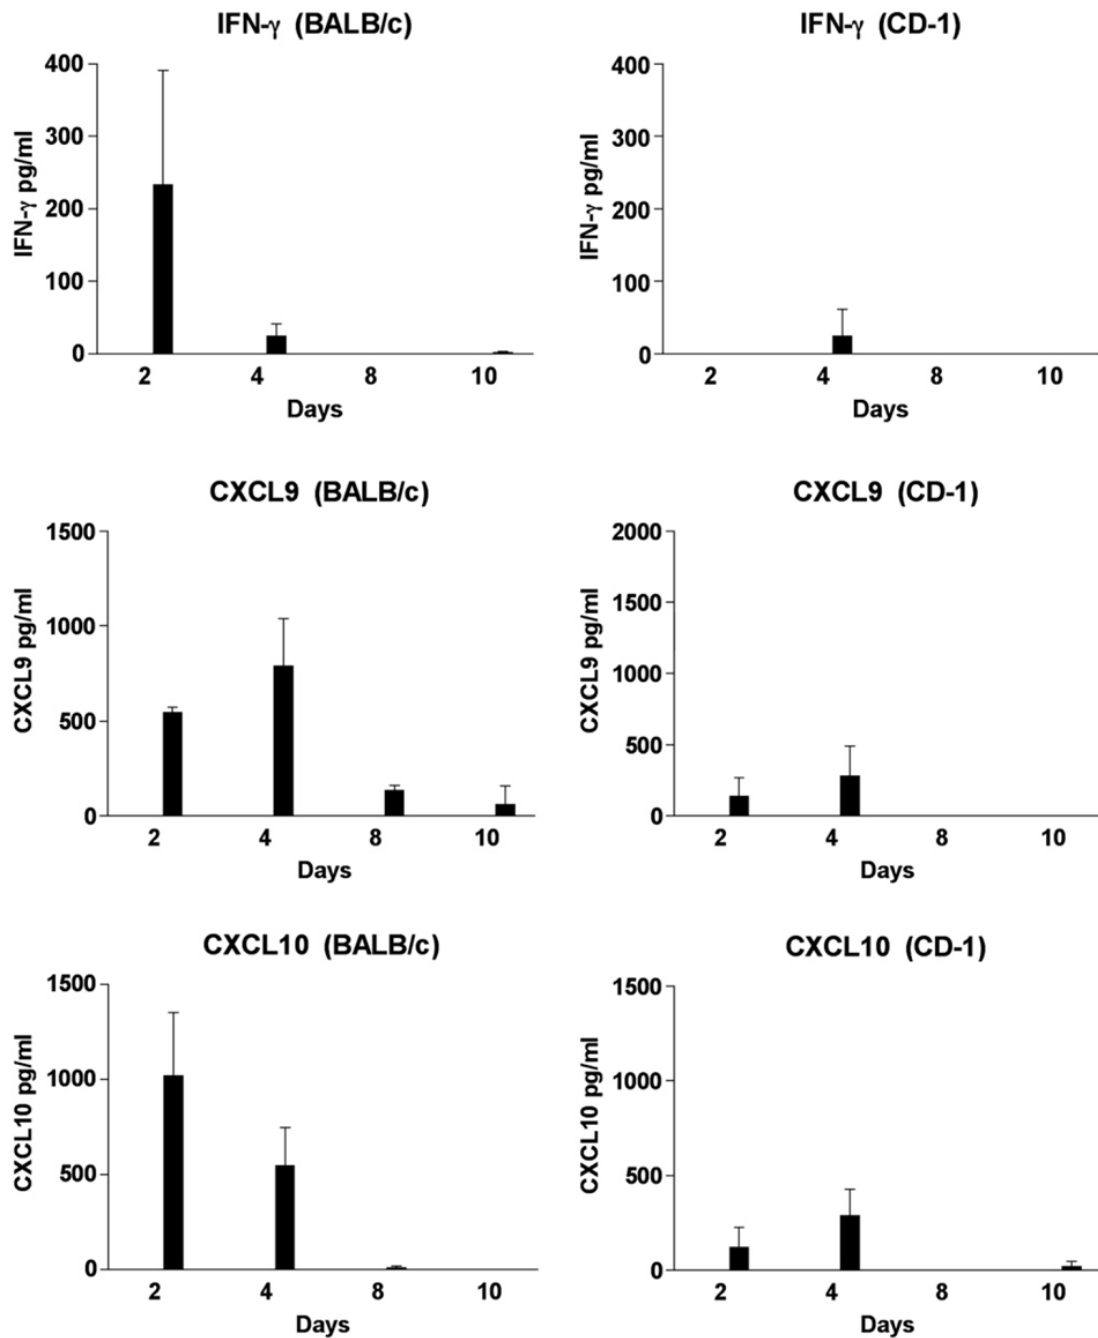 IFN-γ (BALB/c)
IFN-γ pg/ml
400
300
200
100
0
2 4 8 10
Days
IFN-γ (CD-1)
IFN-γ pg/ml
400
300
200
100
0
2 4 8 10
Days
CXCL9 (BALB/c)
CXCL9 pg/ml
1500
1000
500
0
2 4 8 10
Days
CXCL9 (CD-1)
CXCL9 pg/ml
2000
1500
1000
500
0
2 4 8 10
Days
CXCL10 (BALB/c)
CXCL10 pg/ml
1500
1000
500
0
2 4 8 10
Days
CXCL10 (CD-1)
CXCL10 pg/ml
1500
1000
500
0
2 4 8 10
Days